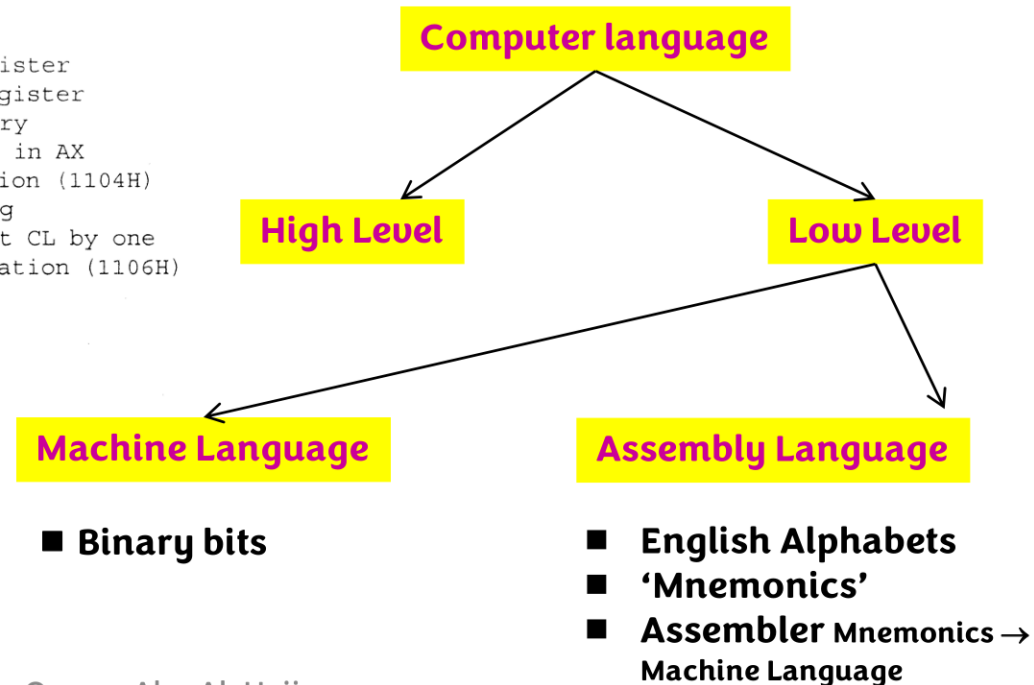 Computer language
ister
gister
ry
in AX
ion (1104H)
g
t CL by one
ation (1106H)
High Level
Low Level
Machine Language
Assembly Language
■ Binary bits
■ English Alphabets
■ ‘Mnemonics’
■ Assembler Mnemonics →
Machine Language